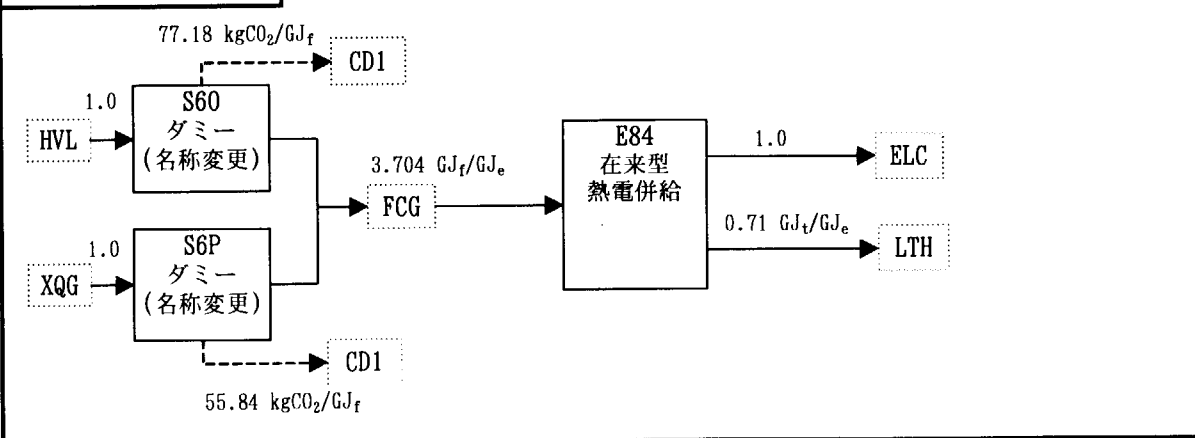 77.18 kgCO₂/GJf
CD1
1.0
HVL
S60
ダミー
(名称変更)
3.704 GJf/GJe
FCG
E84
在来型
熱電併給
1.0
ELC
0.71 GJt/GJe
LTH
1.0
XQG
S6P
ダミー
(名称変更)
CD1
55.84 kgCO₂/GJf